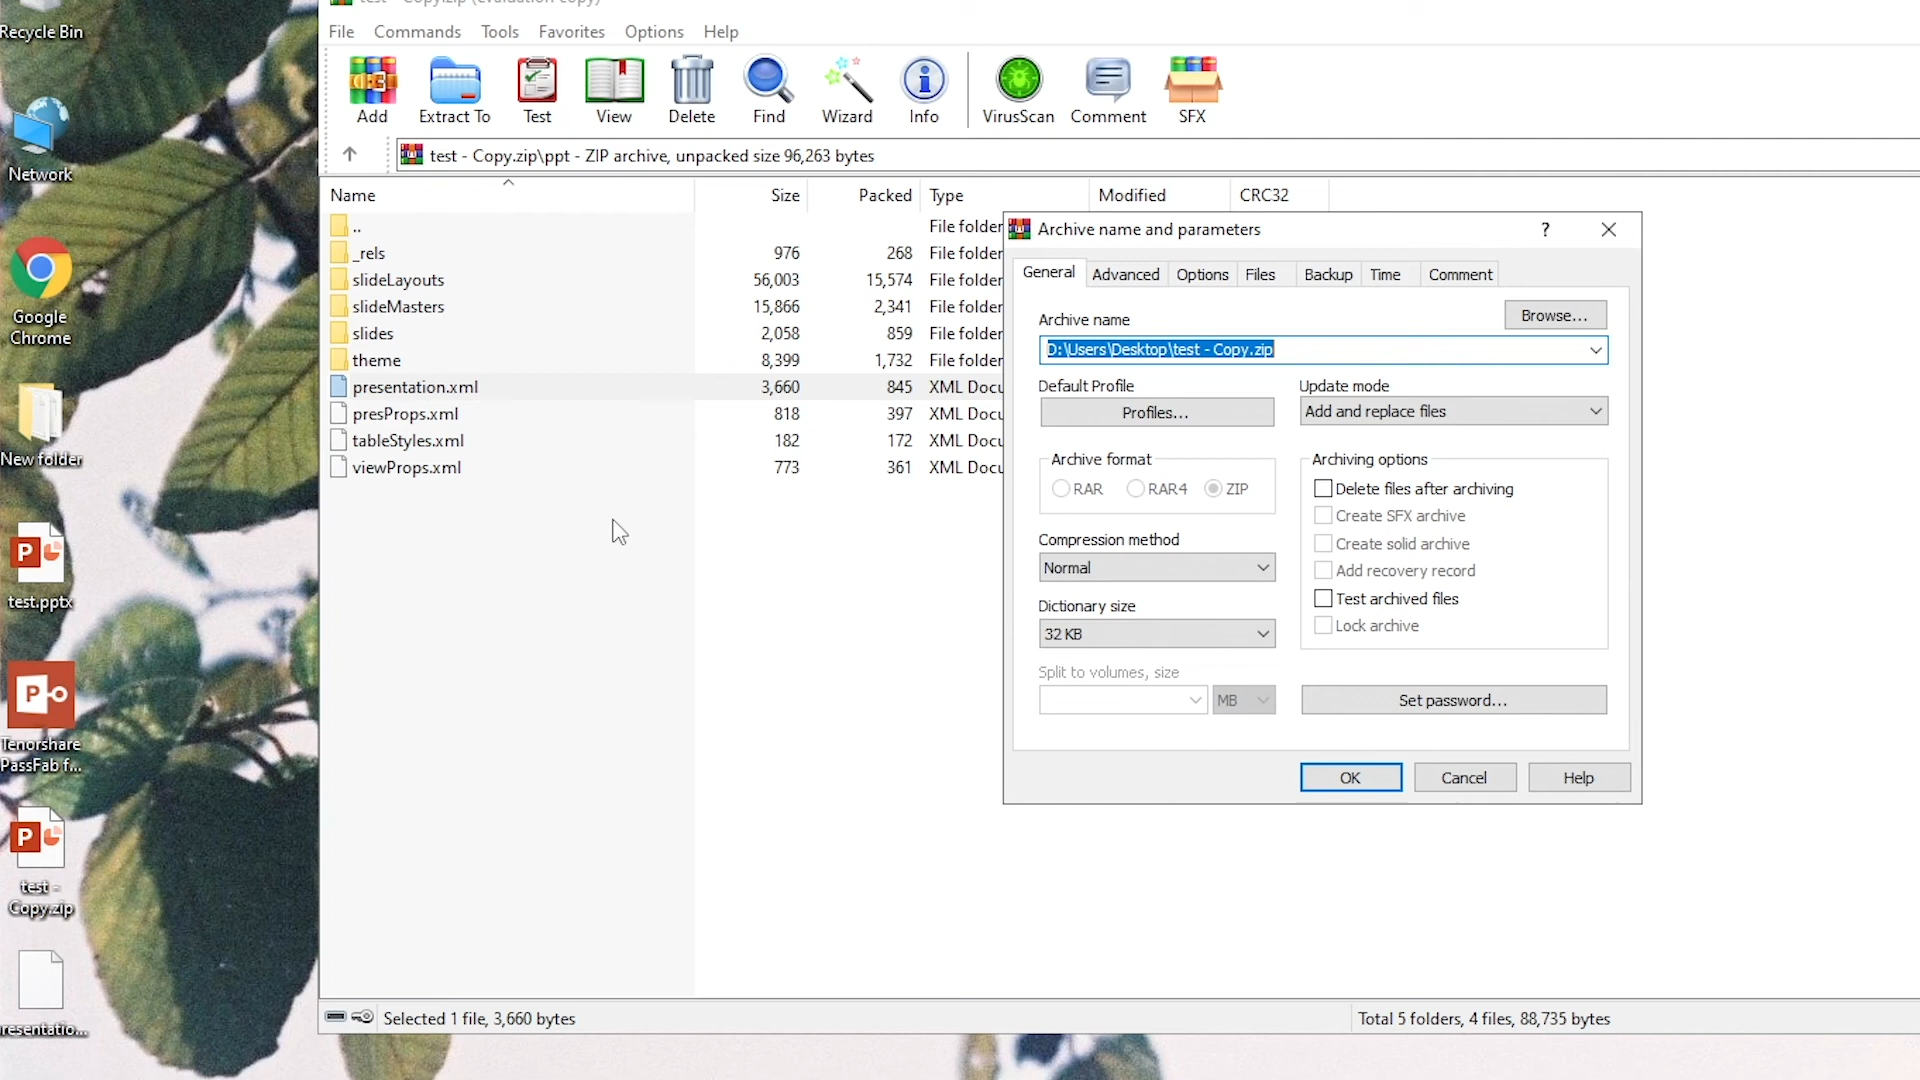 File Commands Tools Favorites Options Help
Add Extract To Test View Delete Find Wizard Info VirusScan Comment SFX
test - Copy.zip\ppt - ZIP archive, unpacked size 96,263 bytes
Name Size Packed Type Modified CRC32
.. File folder
_rels 976 268 File folder
slideLayouts 56,003 15,574 File folder
slideMasters 15,866 2,341 File folder
slides 2,058 859 File folder
theme 8,399 1,732 File folder
presentation.xml 3,660 845 XML Docu
presProps.xml 818 397 XML Docu
tableStyles.xml 182 172 XML Docu
viewProps.xml 773 361 XML Docu
Selected 1 file, 3,660 bytes
Total 5 folders, 4 files, 88,735 bytes
Archive name and parameters
?
General Advanced Options Files Backup Time Comment
Archive name
Browse...
D:\Users\Desktop\test - Copy.zip
Default Profile
Profiles...
Update mode
Add and replace files
Archive format
RAR RAR4 ZIP
Compression method
Normal
Dictionary size
32 KB
Split to volumes, size
MB
Archiving options
Delete files after archiving
Create SFX archive
Create solid archive
Add recovery record
Test archived files
Lock archive
Set password...
OK Cancel Help
Recycle Bin
Network
Google
Chrome
New folder
test.pptx
Tenorshare
PassFab f...
test -
Copy.zip
resentatio...